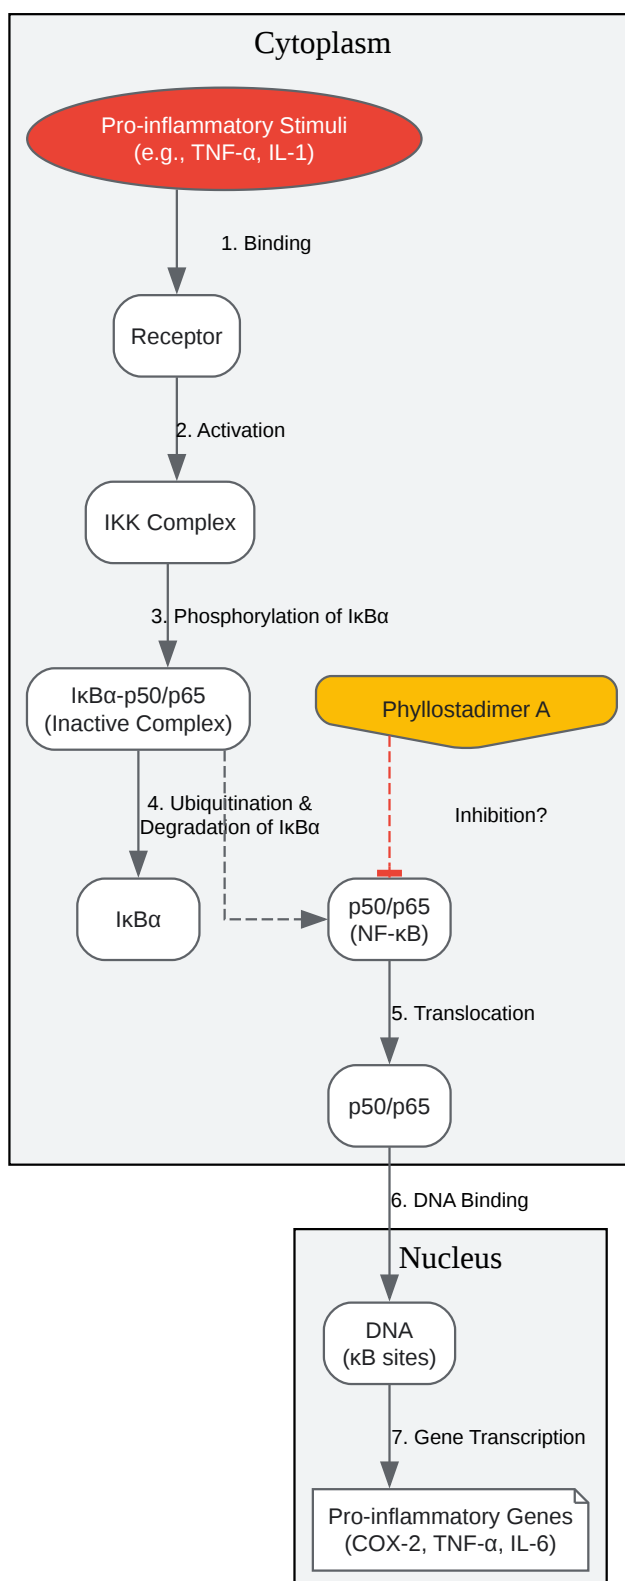 Cytoplasm
Pro-inflammatory Stimuli
(e.g., TNF-α, IL-1)
1. Binding
Receptor
2. Activation
IKK Complex
3. Phosphorylation of IκBα
IκBα-p50/p65
(Inactive Complex)
Phyllostadimer A
4. Ubiquitination &
Degradation of IκBα
Inhibition?
IκBα
p50/p65
(NF-κB)
5. Translocation
p50/p65
6. DNA Binding
Nucleus
DNA
(κB sites)
7. Gene Transcription
Pro-inflammatory Genes
(COX-2, TNF-α, IL-6)